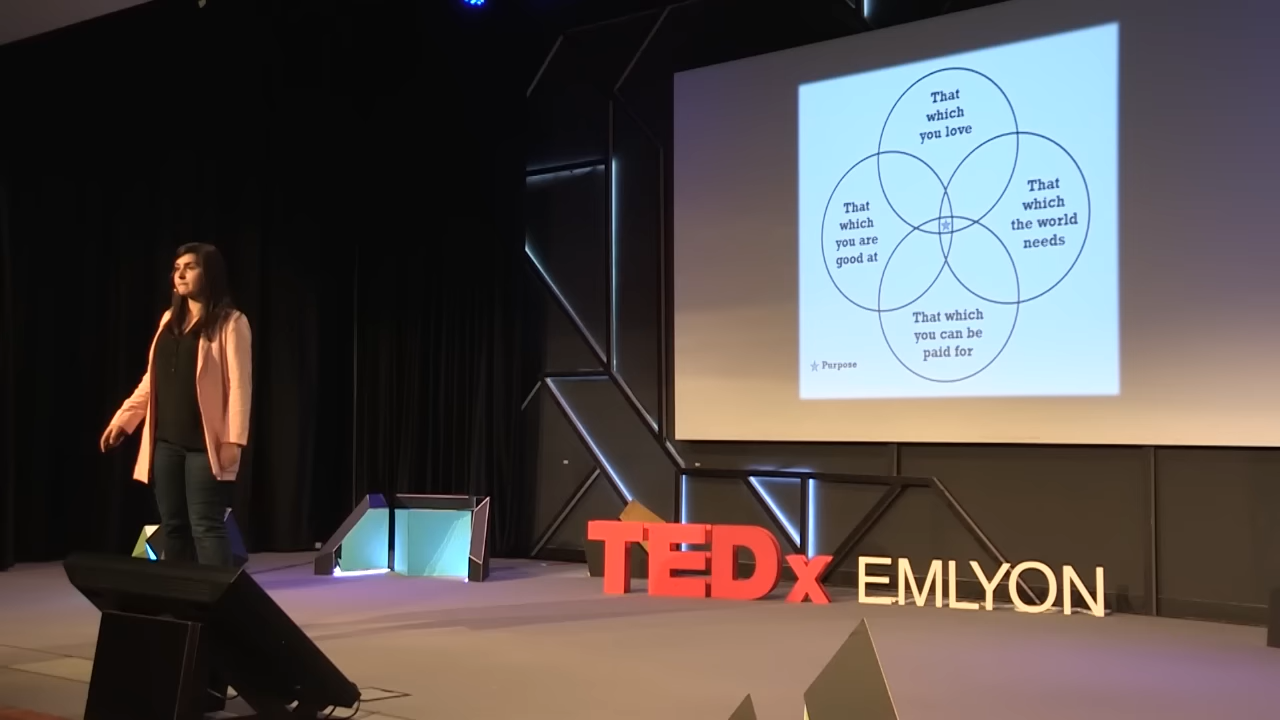 That
which
you love
That
which
you are
good at
That
which
the world
needs
That which
you can be
paid for
Purpose
TEDx EMLYON